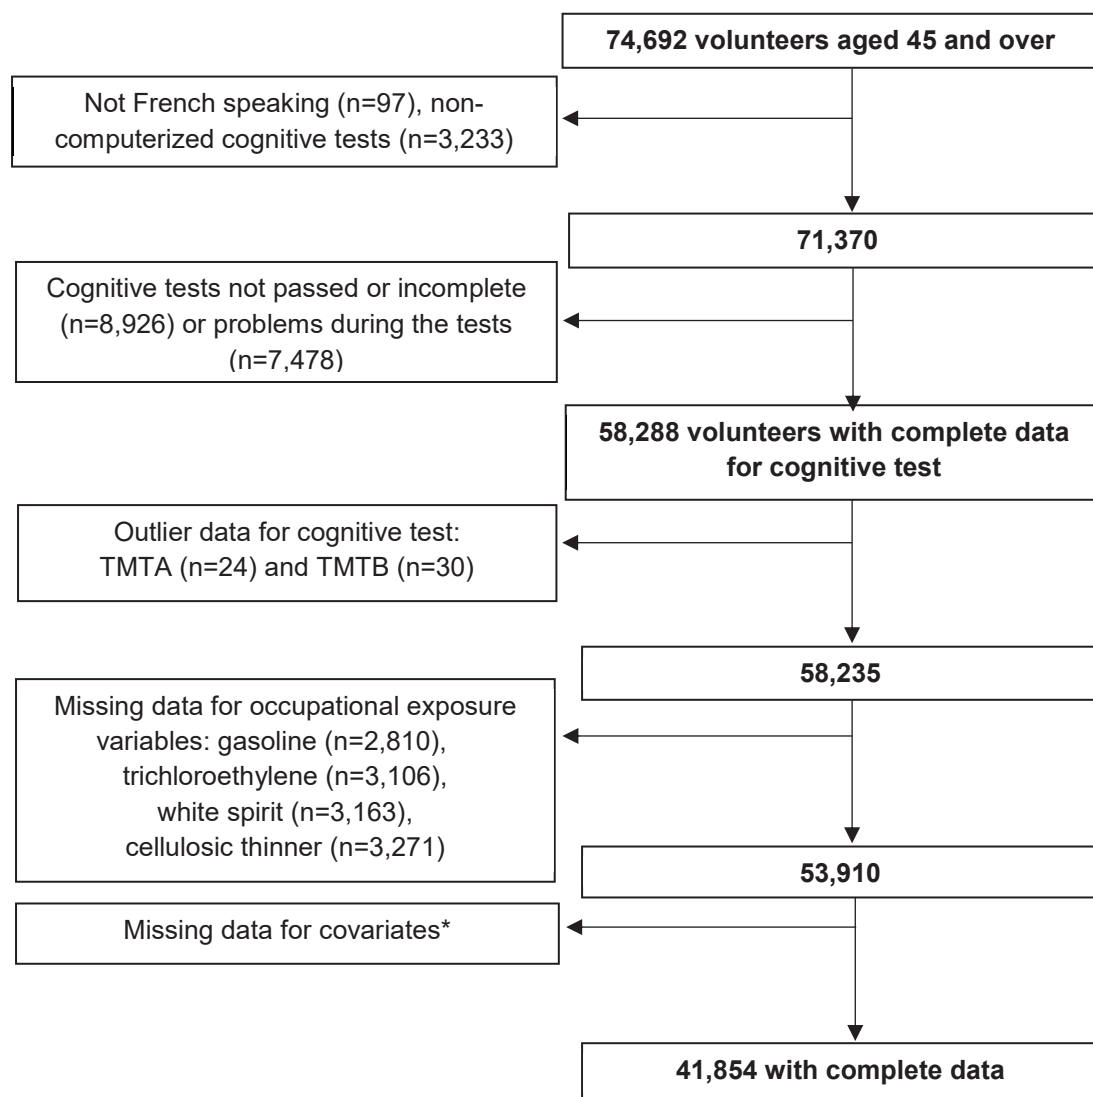 74,692 volunteers aged 45 and over
Not French speaking (n=97), non-
computerized cognitive tests (n=3,233)
71,370
Cognitive tests not passed or incomplete
(n=8,926) or problems during the tests
(n=7,478)
58,288 volunteers with complete data
for cognitive test
Outlier data for cognitive test:
TMTA (n=24) and TMTB (n=30)
58,235
Missing data for occupational exposure
variables: gasoline (n=2,810),
trichloroethylene (n=3,106),
white spirit (n=3,163),
cellulosic thinner (n=3,271)
53,910
Missing data for covariates*
41,854 with complete data